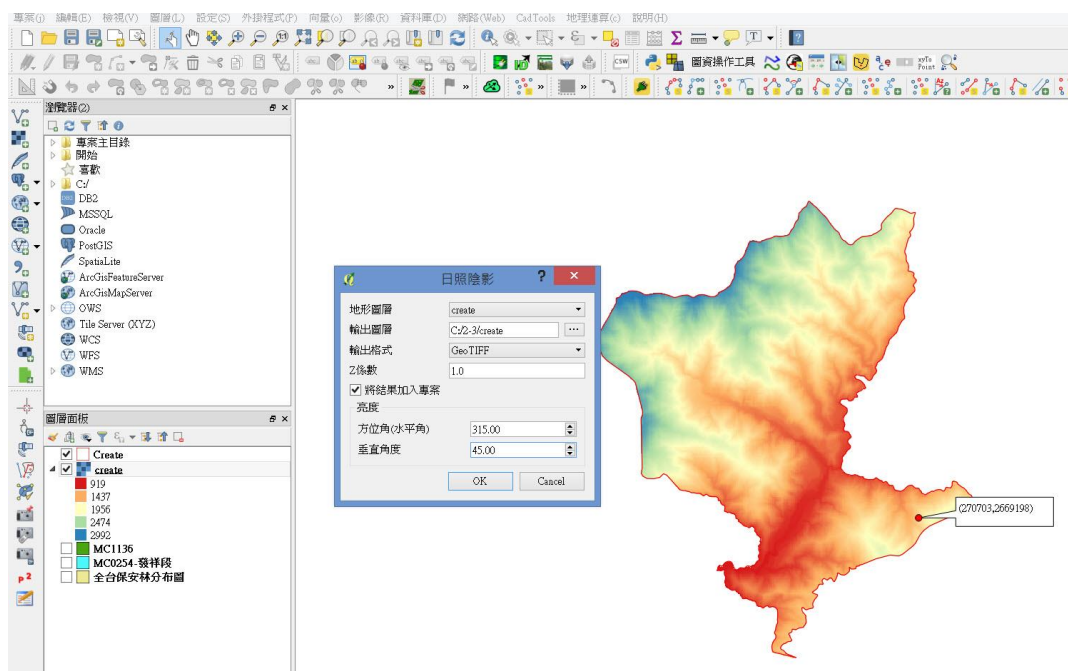 專案(j) 編輯(E) 檢視(V) 圖層(L) 設定(S) 外掛程式(P) 向量(o) 影像(R) 資料庫(D) 網路(Web) CadTools 地理運算(c) 說明(H)
CSW
圖資操作工具
xyTo Point
瀏覽器(2)
專案主目錄
開始
喜歡
C:/
DB2
MSSQL
Oracle
PostGIS
SpatiaLite
ArcGisFeatureServer
ArcGisMapServer
OWS
Tile Server (XYZ)
WCS
WFS
WMS
圖層面板
Create
create
919
1437
1956
2474
2992
MC1136
MC0254-發祥段
全台保安林分布圖
日照陰影
地形圖層 create
輸出圖層 C:/2-3/create ...
輸出格式 GeoTIFF
Z係數 1.0
將結果加入專案
亮度
方位角(水平角) 315.00
垂直角度 45.00
OK Cancel
(270703,2669198)